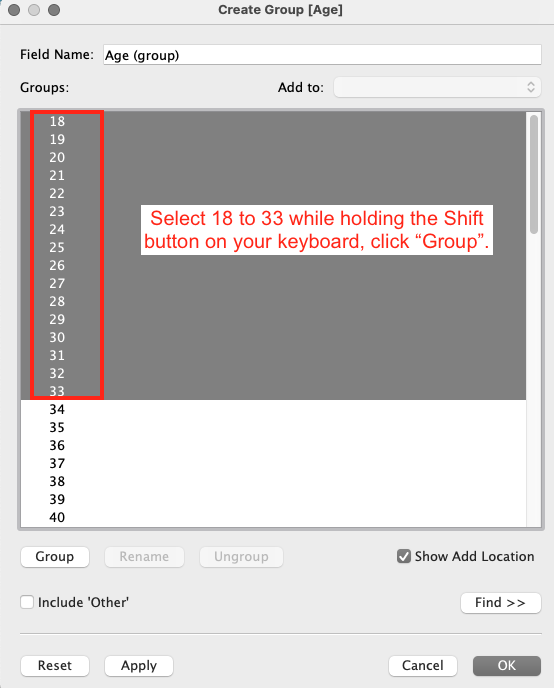 Create Group [Age]
Field Name: Age (group)
Groups: Add to:
18
19
20
21
22
23
24
25
26
27
28
29
30
31
32
33
34
35
36
37
38
39
40
Select 18 to 33 while holding the Shift
button on your keyboard, click “Group”.
Group Rename Ungroup Show Add Location
Include 'Other' Find >>
Reset Apply Cancel OK